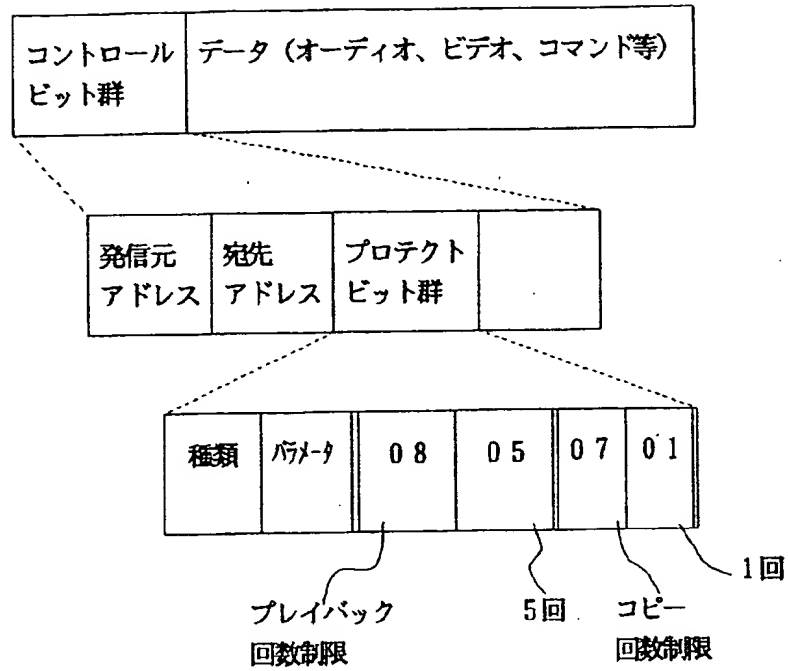 コントロール
ビット群
データ（オーディオ、ビデオ、コマンド等）
発信元
アドレス
宛先
アドレス
プロテクト
ビット群
種類
パラメータ
08
05
07
01
1回
プレイバック
回数制限
5回
コピー
回数制限